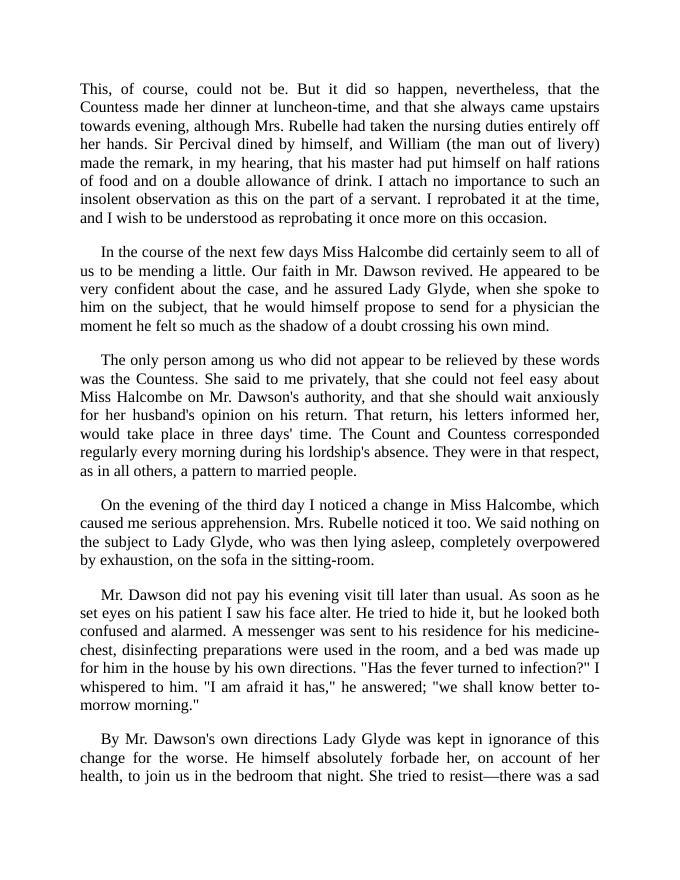 This, of course, could not be. But it did so happen, nevertheless, that the
Countess made her dinner at luncheon-time, and that she always came upstairs
towards evening, although Mrs. Rubelle had taken the nursing duties entirely off
her hands. Sir Percival dined by himself, and William (the man out of livery)
made the remark, in my hearing, that his master had put himself on half rations
of food and on a double allowance of drink. I attach no importance to such an
insolent observation as this on the part of a servant. I reprobated it at the time,
and I wish to be understood as reprobating it once more on this occasion.
In the course of the next few days Miss Halcombe did certainly seem to all of
us to be mending a little. Our faith in Mr. Dawson revived. He appeared to be
very confident about the case, and he assured Lady Glyde, when she spoke to
him on the subject, that he would himself propose to send for a physician the
moment he felt so much as the shadow of a doubt crossing his own mind.
The only person among us who did not appear to be relieved by these words
was the Countess. She said to me privately, that she could not feel easy about
Miss Halcombe on Mr. Dawson's authority, and that she should wait anxiously
for her husband's opinion on his return. That return, his letters informed her,
would take place in three days' time. The Count and Countess corresponded
regularly every morning during his lordship's absence. They were in that respect,
as in all others, a pattern to married people.
On the evening of the third day I noticed a change in Miss Halcombe, which
caused me serious apprehension. Mrs. Rubelle noticed it too. We said nothing on
the subject to Lady Glyde, who was then lying asleep, completely overpowered
by exhaustion, on the sofa in the sitting-room.
Mr. Dawson did not pay his evening visit till later than usual. As soon as he
set eyes on his patient I saw his face alter. He tried to hide it, but he looked both
confused and alarmed. A messenger was sent to his residence for his medicine-
chest, disinfecting preparations were used in the room, and a bed was made up
for him in the house by his own directions. "Has the fever turned to infection?" I
whispered to him. "I am afraid it has," he answered; "we shall know better to-
morrow morning."
By Mr. Dawson's own directions Lady Glyde was kept in ignorance of this
change for the worse. He himself absolutely forbade her, on account of her
health, to join us in the bedroom that night. She tried to resist—there was a sad